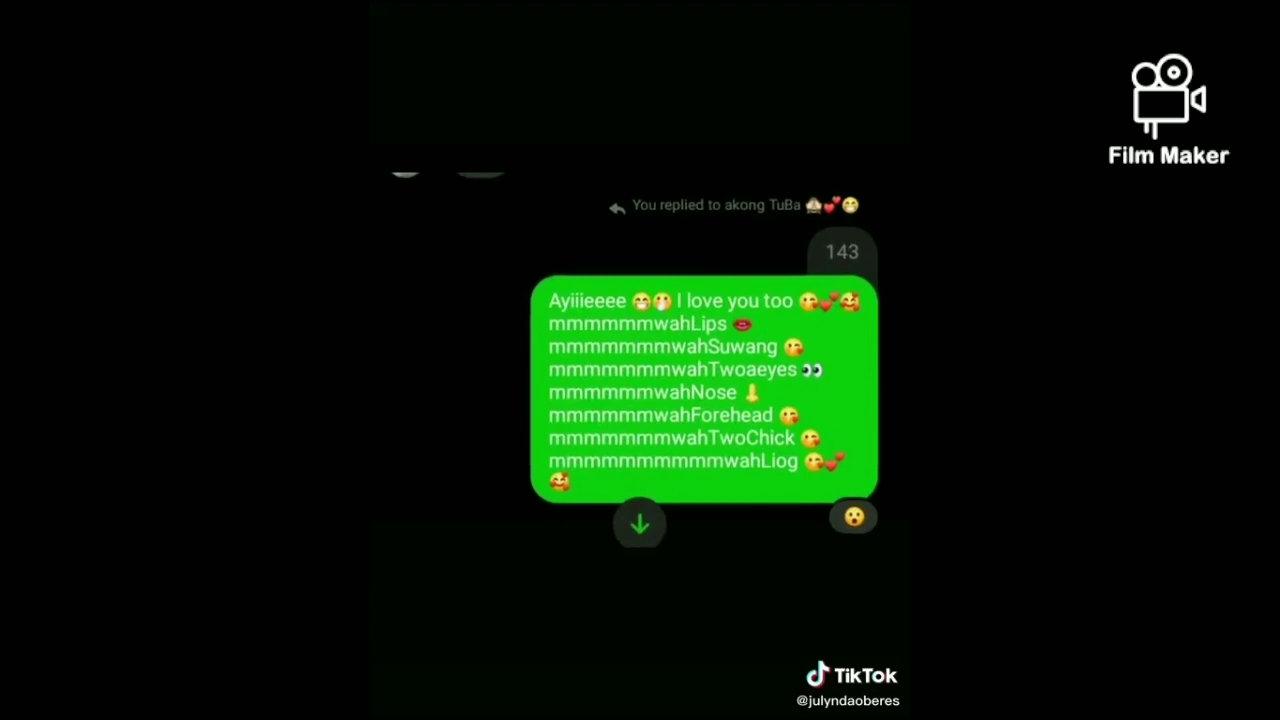 Film Maker
You replied to akong TuBa 🙈💕😁
143
Ayiiieeee 😁🤭 I love you too 😘💕🥰
mmmmmmwahLips 👄
mmmmmmmwahSuwang 😘
mmmmmmmwahTwoaeyes 👀
mmmmmmwahNose 👃
mmmmmmwahForehead 😘
mmmmmmmwahTwoChick 😘
mmmmmmmmmmwahLiog 😘💕
🥰
😮
TikTok
@julyndaoberes